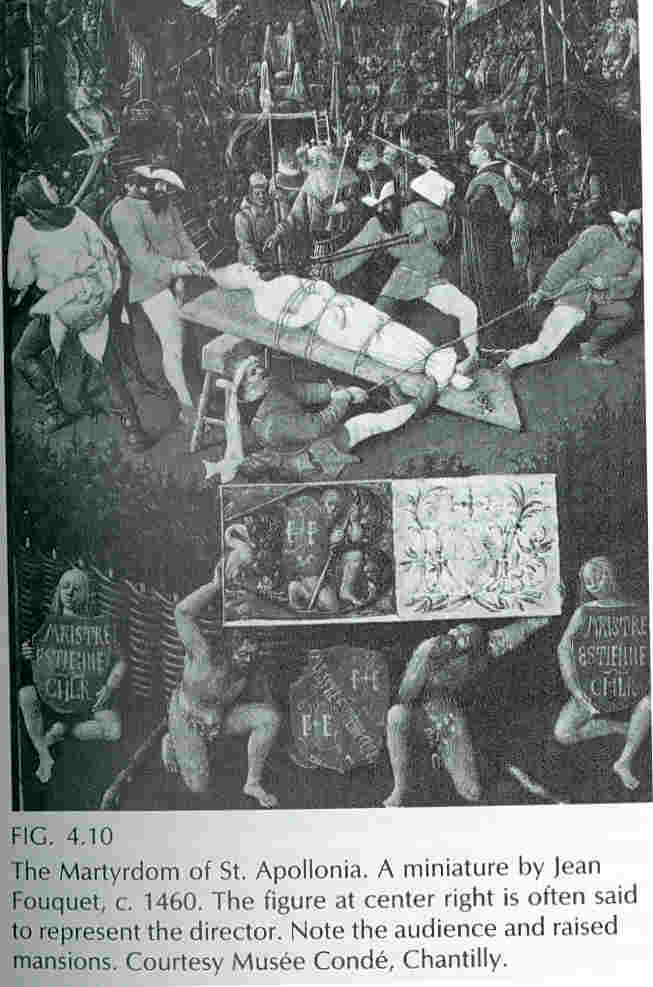 MAISTRE
ESTIENNE
CHLR
E+E
E+E
E+E
MAISTRE
ESTIENNE
CHLR
FIG. 4.10
The Martyrdom of St. Apollonia. A miniature by Jean
Fouquet, c. 1460. The figure at center right is often said
to represent the director. Note the audience and raised
mansions. Courtesy Musée Condé, Chantilly.